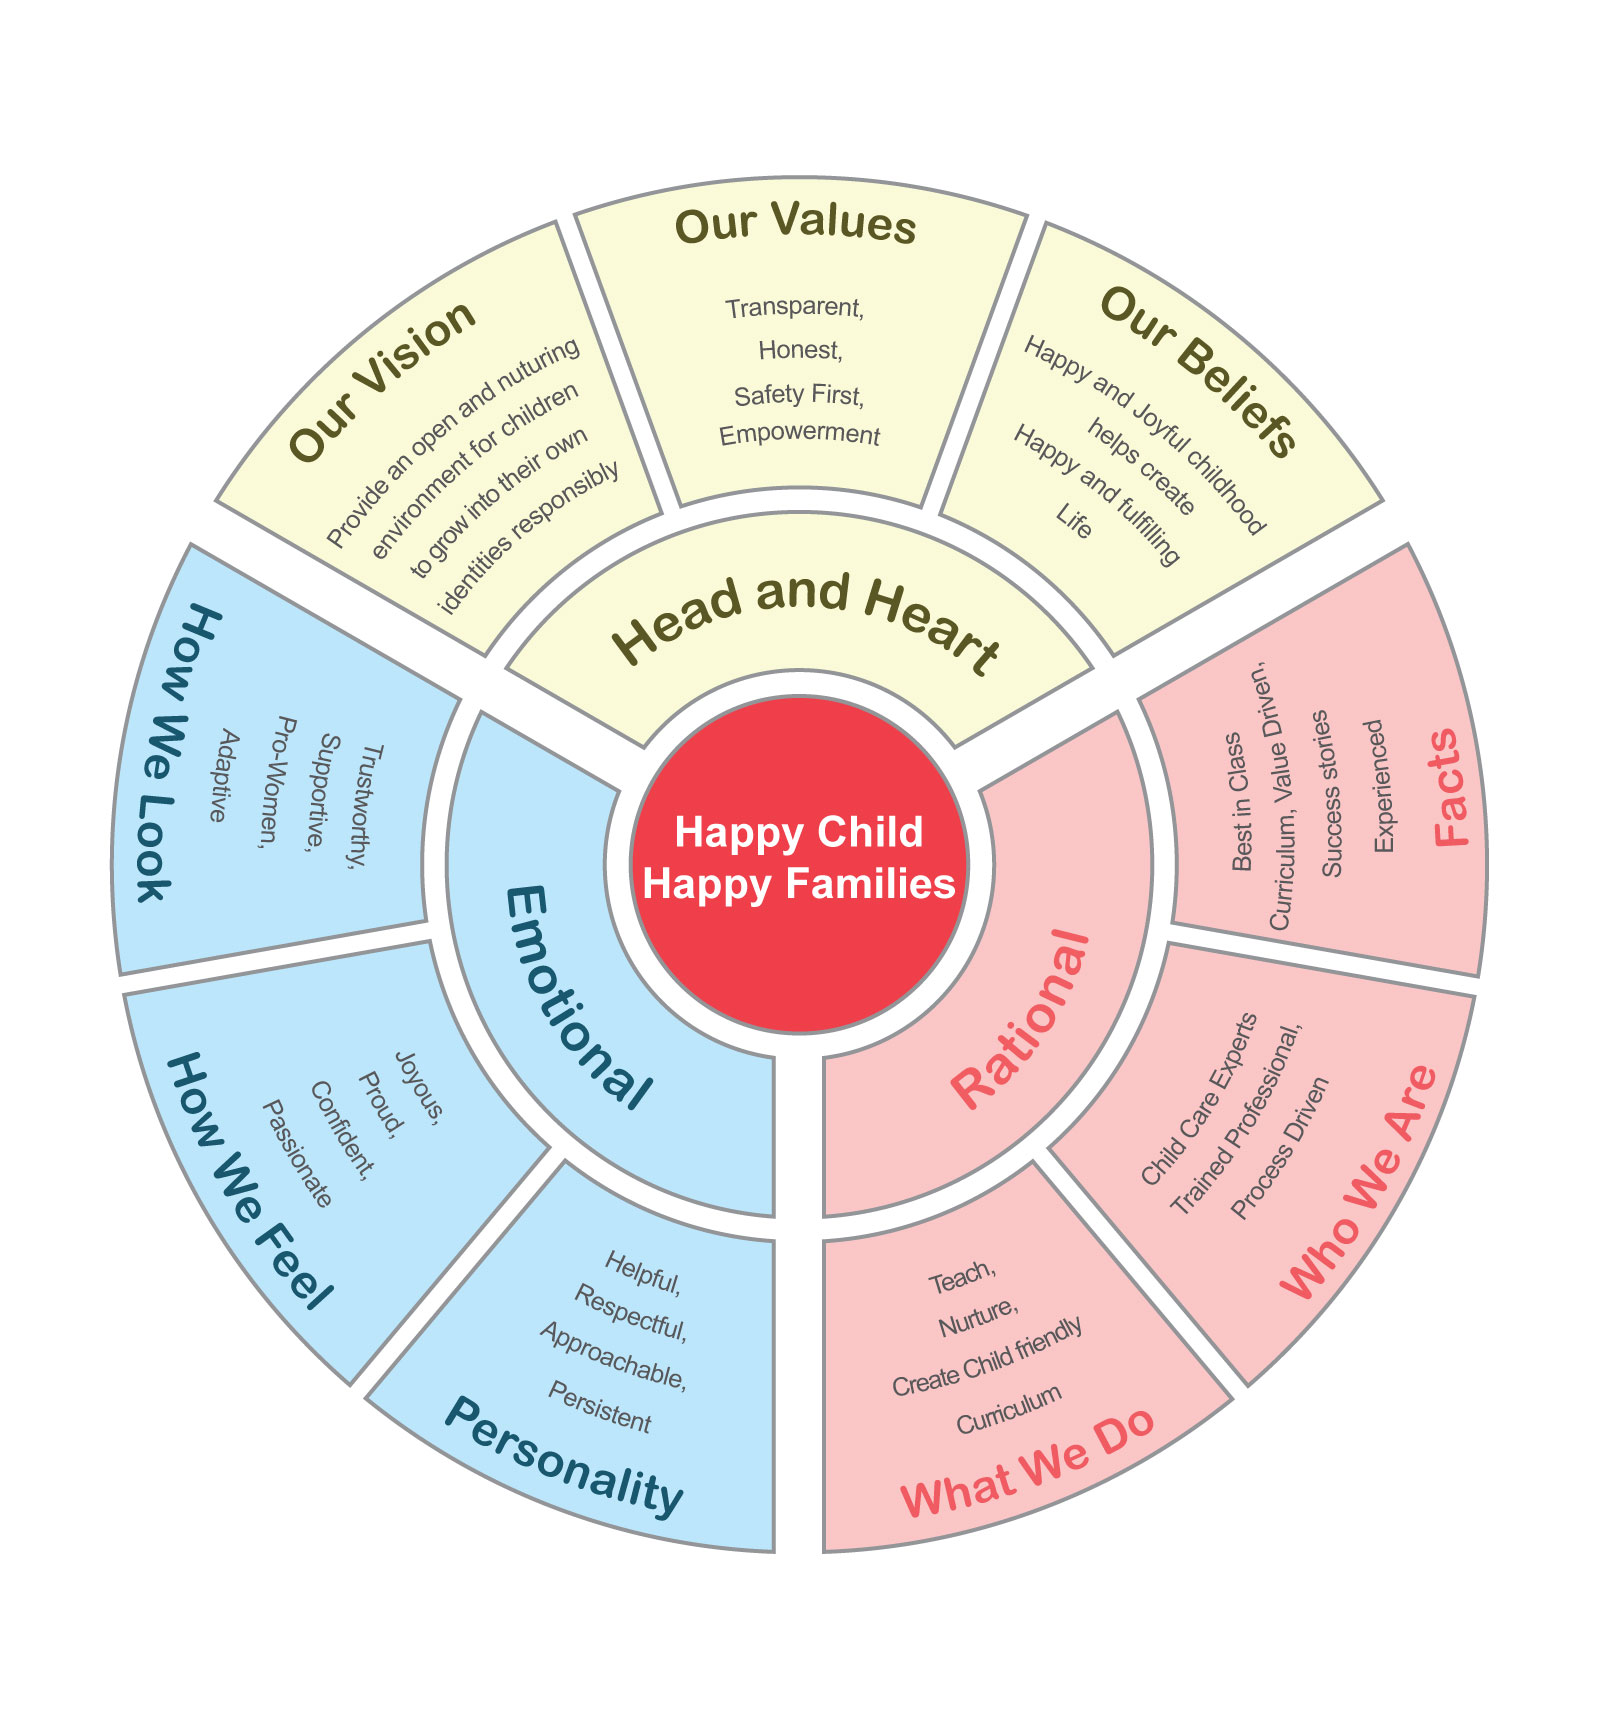 Our Vision
Provide an open and nuturing
environment for children
to grow into their own
identities responsibly
Our Values
Transparent,
Honest,
Safety First,
Empowerment
Our Beliefs
Happy and Joyful childhood
helps create
Happy and fulfilling
Life
Head and Heart
Happy Child
Happy Families
Emotional
Rational
How We Look
Trustworthy,
Supportive,
Pro-Women,
Adaptive
How We Feel
Joyous,
Proud,
Confident,
Passionate
Helpful,
Respectful,
Approachable,
Persistent
Personality
Facts
Best in Class
Curriculum, Value Driven,
Success stories
Experienced
Child Care Experts
Trained Professional,
Process Driven
Who We Are
Teach,
Nurture,
Create Child friendly
Curriculum
What We Do